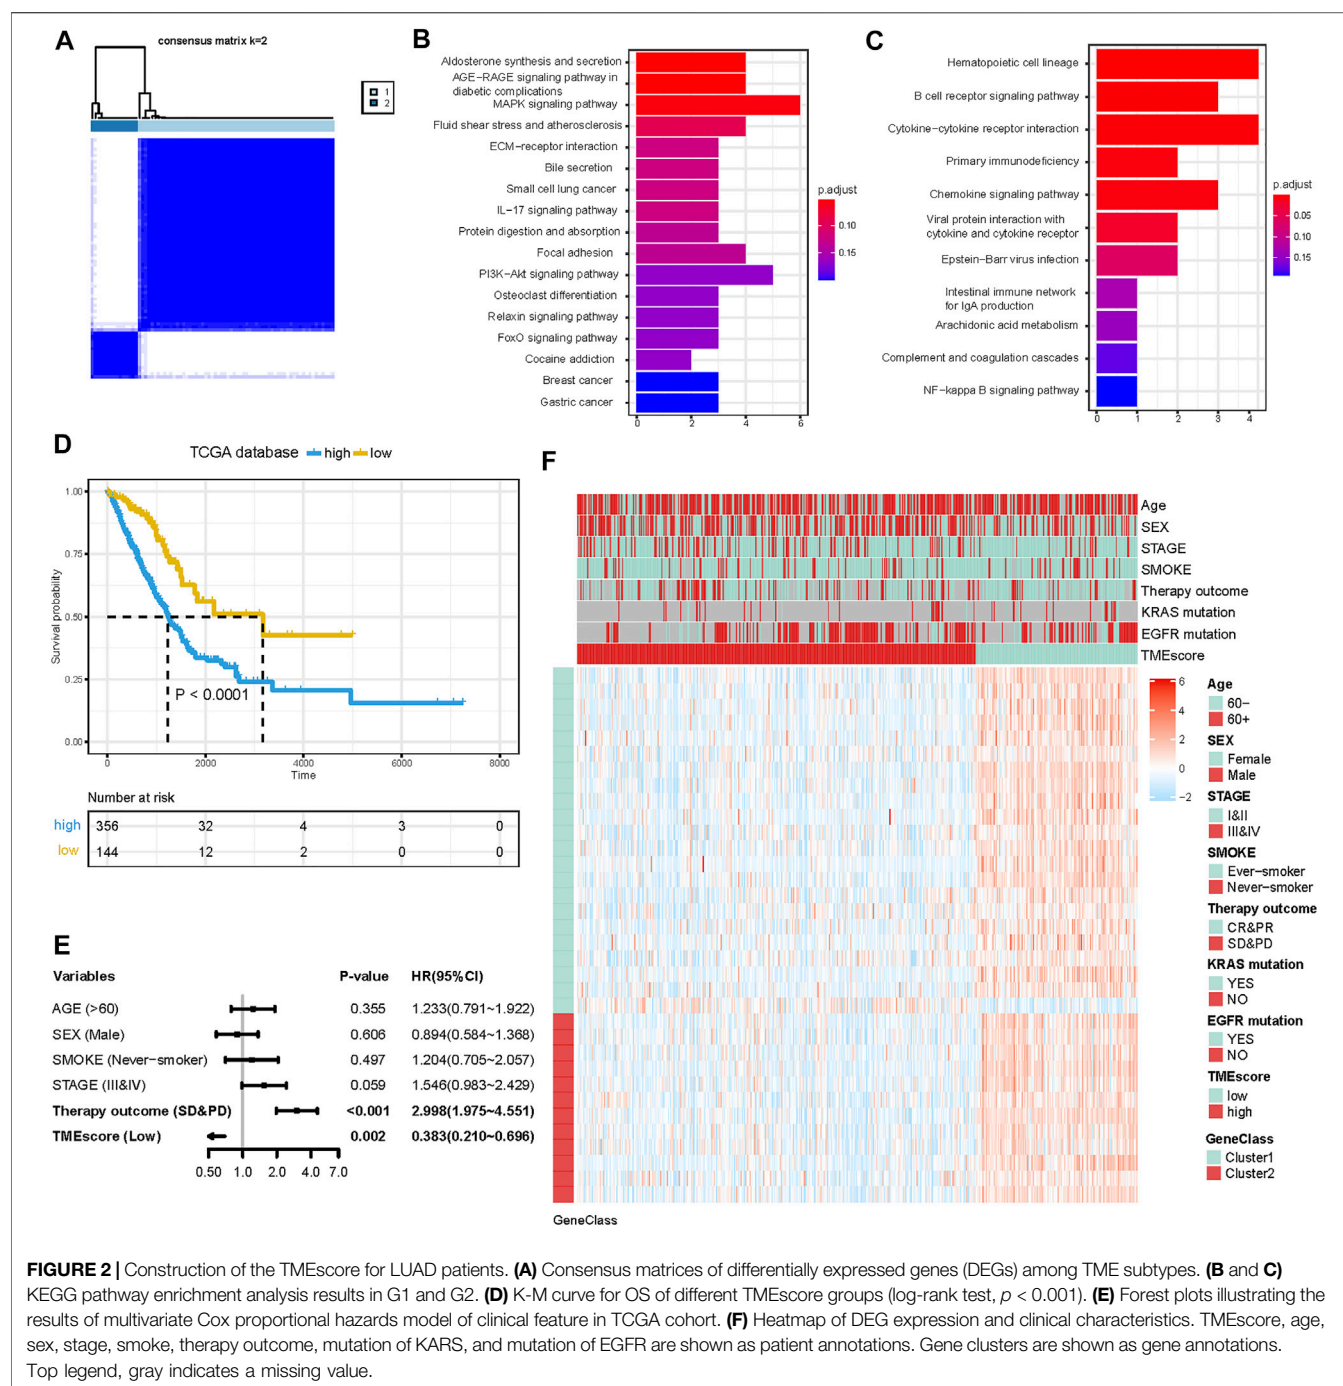 A
consensus matrix k=2
1
2
B
Aldosterone synthesis and secretion
AGE−RAGE signaling pathway in
diabetic complications
MAPK signaling pathway
Fluid shear stress and atherosclerosis
ECM−receptor interaction
Bile secretion
Small cell lung cancer
IL−17 signaling pathway
Protein digestion and absorption
Focal adhesion
PI3K−Akt signaling pathway
Osteoclast differentiation
Relaxin signaling pathway
FoxO signaling pathway
Cocaine addiction
Breast cancer
Gastric cancer
0 2 4 6
p.adjust
0.10
0.15
C
Hematopoietic cell lineage
B cell receptor signaling pathway
Cytokine−cytokine receptor interaction
Primary immunodeficiency
Chemokine signaling pathway
Viral protein interaction with
cytokine and cytokine receptor
Epstein−Barr virus infection
Intestinal immune network
for IgA production
Arachidonic acid metabolism
Complement and coagulation cascades
NF−kappa B signaling pathway
0 1 2 3 4
p.adjust
0.05
0.10
0.15
D
TCGA database high low
Survival probability
1.00
0.75
0.50
0.25
0.00
P < 0.0001
0 2000 4000 6000 8000
Time
Number at risk
high 356 32 4 3 0
low 144 12 2 0 0
E
Variables P-value HR(95%CI)
AGE (>60) 0.355 1.233(0.791~1.922)
SEX (Male) 0.606 0.894(0.584~1.368)
SMOKE (Never−smoker) 0.497 1.204(0.705~2.057)
STAGE (III&IV) 0.059 1.546(0.983~2.429)
Therapy outcome (SD&PD) <0.001 2.998(1.975~4.551)
TMEscore (Low) 0.002 0.383(0.210~0.696)
0.50 1.0 2.0 4.0 7.0
F
Age
SEX
STAGE
SMOKE
Therapy outcome
KRAS mutation
EGFR mutation
TMEscore
6
4
2
0
−2
Age
60−
60+
SEX
Female
Male
STAGE
I&II
III&IV
SMOKE
Ever−smoker
Never−smoker
Therapy outcome
CR&PR
SD&PD
KRAS mutation
YES
NO
EGFR mutation
YES
NO
TMEscore
low
high
GeneClass
Cluster1
Cluster2
GeneClass
FIGURE 2 | Construction of the TMEscore for LUAD patients. (A) Consensus matrices of differentially expressed genes (DEGs) among TME subtypes. (B and C)
KEGG pathway enrichment analysis results in G1 and G2. (D) K-M curve for OS of different TMEscore groups (log-rank test, p < 0.001). (E) Forest plots illustrating the
results of multivariate Cox proportional hazards model of clinical feature in TCGA cohort. (F) Heatmap of DEG expression and clinical characteristics. TMEscore, age,
sex, stage, smoke, therapy outcome, mutation of KARS, and mutation of EGFR are shown as patient annotations. Gene clusters are shown as gene annotations.
Top legend, gray indicates a missing value.